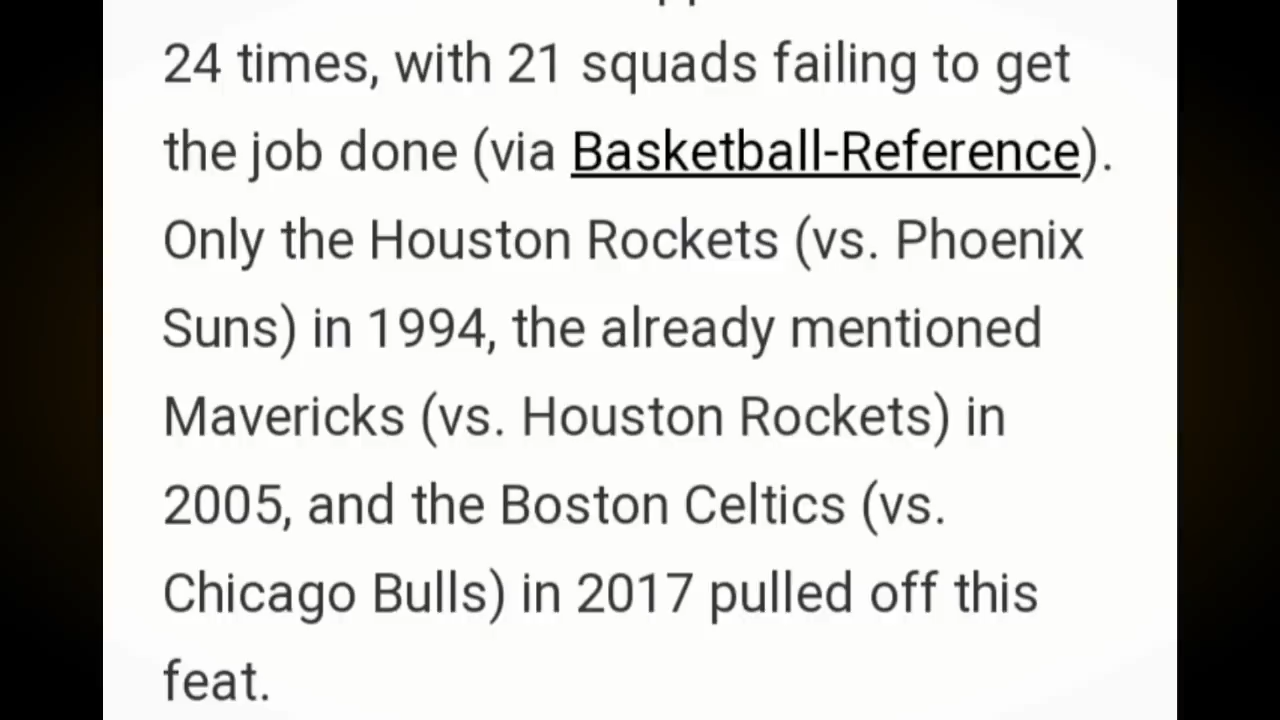 24 times, with 21 squads failing to get
the job done (via Basketball-Reference).
Only the Houston Rockets (vs. Phoenix
Suns) in 1994, the already mentioned
Mavericks (vs. Houston Rockets) in
2005, and the Boston Celtics (vs.
Chicago Bulls) in 2017 pulled off this
feat.